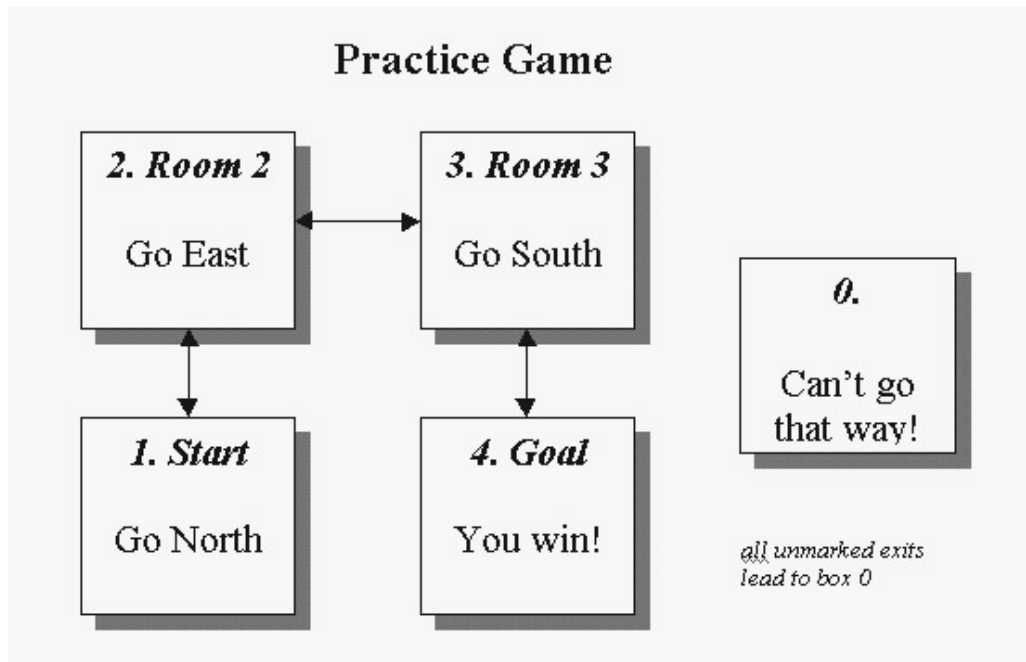 Practice Game
2. Room 2
Go East
3. Room 3
Go South
0.
Can't go
that way!
1. Start
Go North
4. Goal
You win!
all unmarked exits
lead to box 0